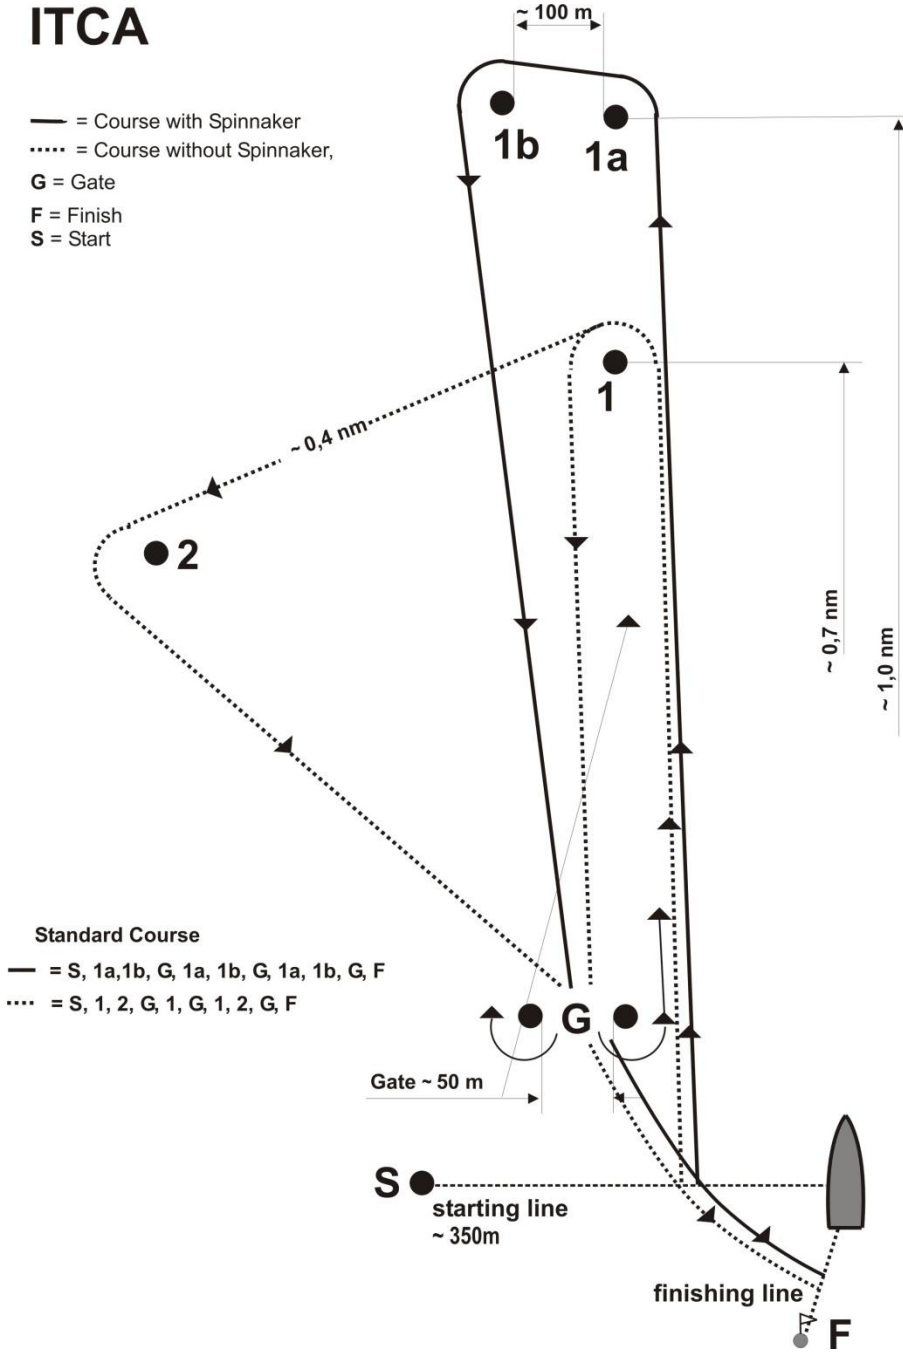 ITCA
~ 100 m
= Course with Spinnaker
= Course without Spinnaker,
G = Gate
F = Finish
S = Start
1b
1a
1
~ 0,4 nm
2
~ 0,7 nm
~ 1,0 nm
Standard Course
= S, 1a,1b, G, 1a, 1b, G, 1a, 1b, G, F
= S, 1, 2, G, 1, G, 1, 2, G, F
G
Gate ~ 50 m
S
starting line
~ 350m
finishing line
F